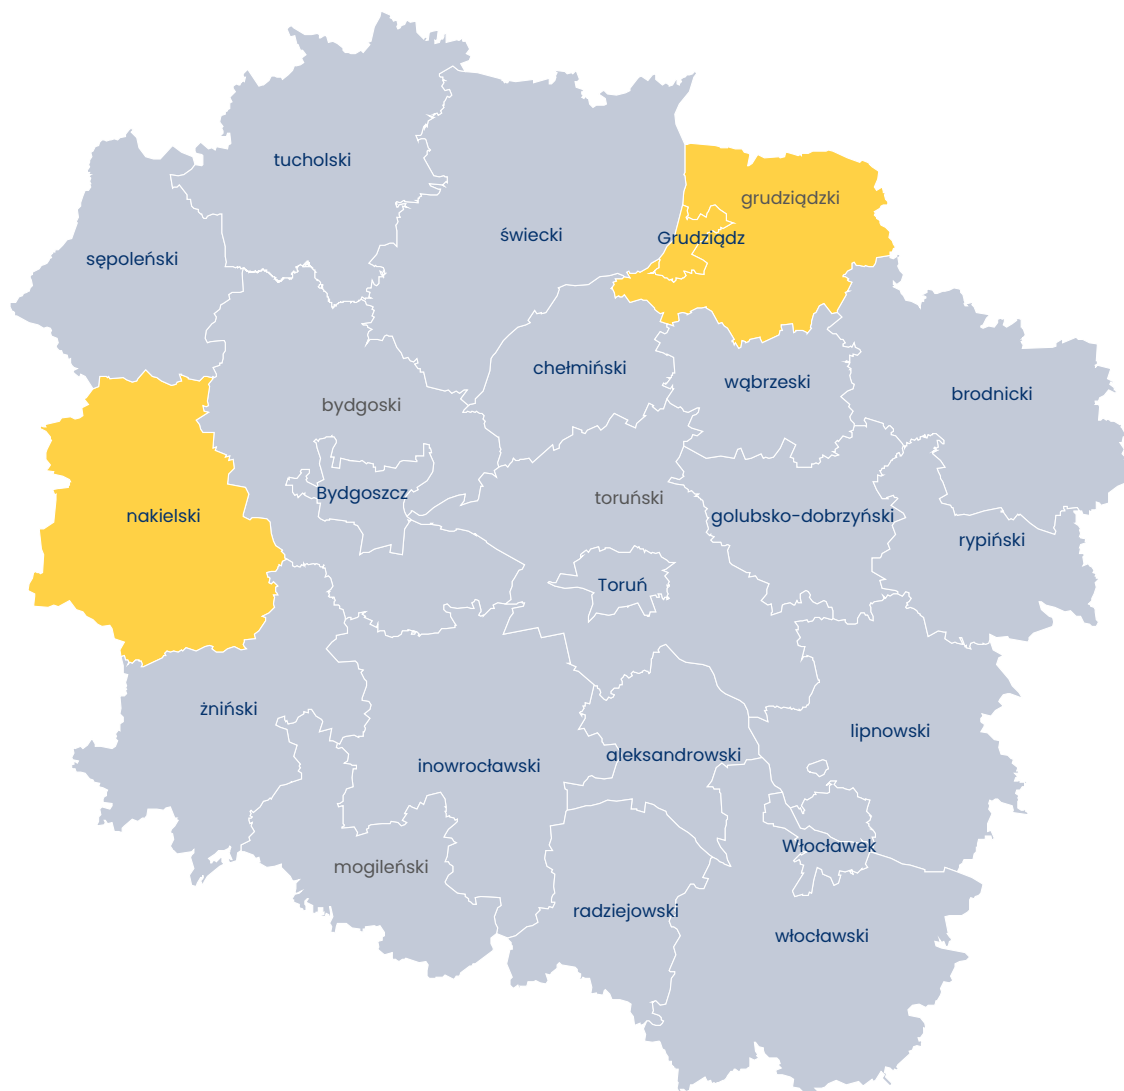 tucholski
grudziądzki
świecki
Grudziądz
sępoleński
chełmiński
wąbrzeski
brodnicki
bydgoski
Bydgoszcz
toruński
nakielski
golubsko-dobrzyński
rypiński
Toruń
żniński
lipnowski
aleksandrowski
inowrocławski
Włocławek
mogileński
radziejowski
włocławski